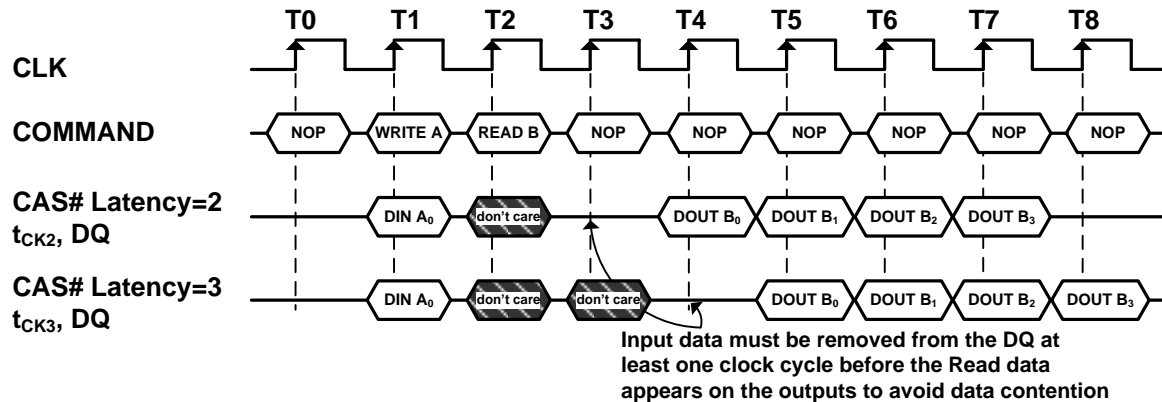 T0 T1 T2 T3 T4 T5 T6 T7 T8
CLK
COMMAND NOP WRITE A READ B NOP NOP NOP NOP NOP NOP
CAS# Latency=2
tCK2, DQ DIN A0 don't care DOUT B0 DOUT B1 DOUT B2 DOUT B3
CAS# Latency=3
tCK3, DQ DIN A0 don't care don't care DOUT B0 DOUT B1 DOUT B2 DOUT B3
Input data must be removed from the DQ at
least one clock cycle before the Read data
appears on the outputs to avoid data contention